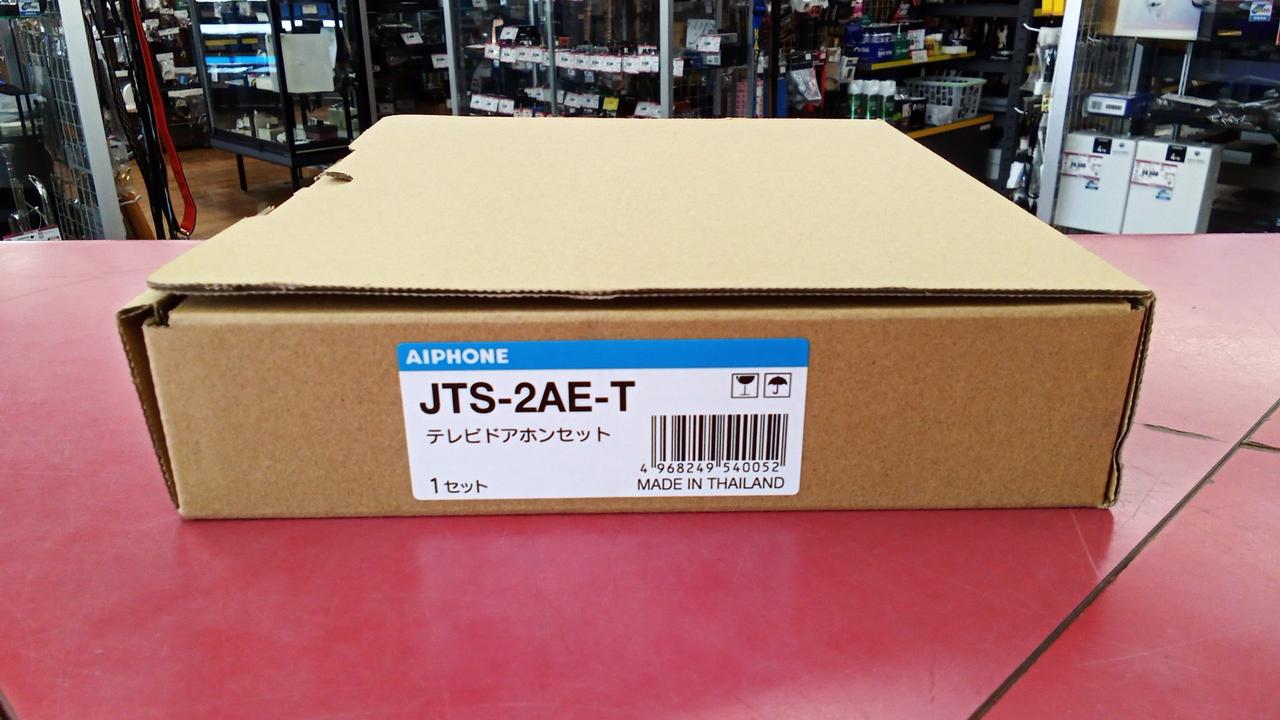 AIPHONE
JTS-2AE-T
テレビドアホンセット
4 968249 540052
1セット
MADE IN THAILAND